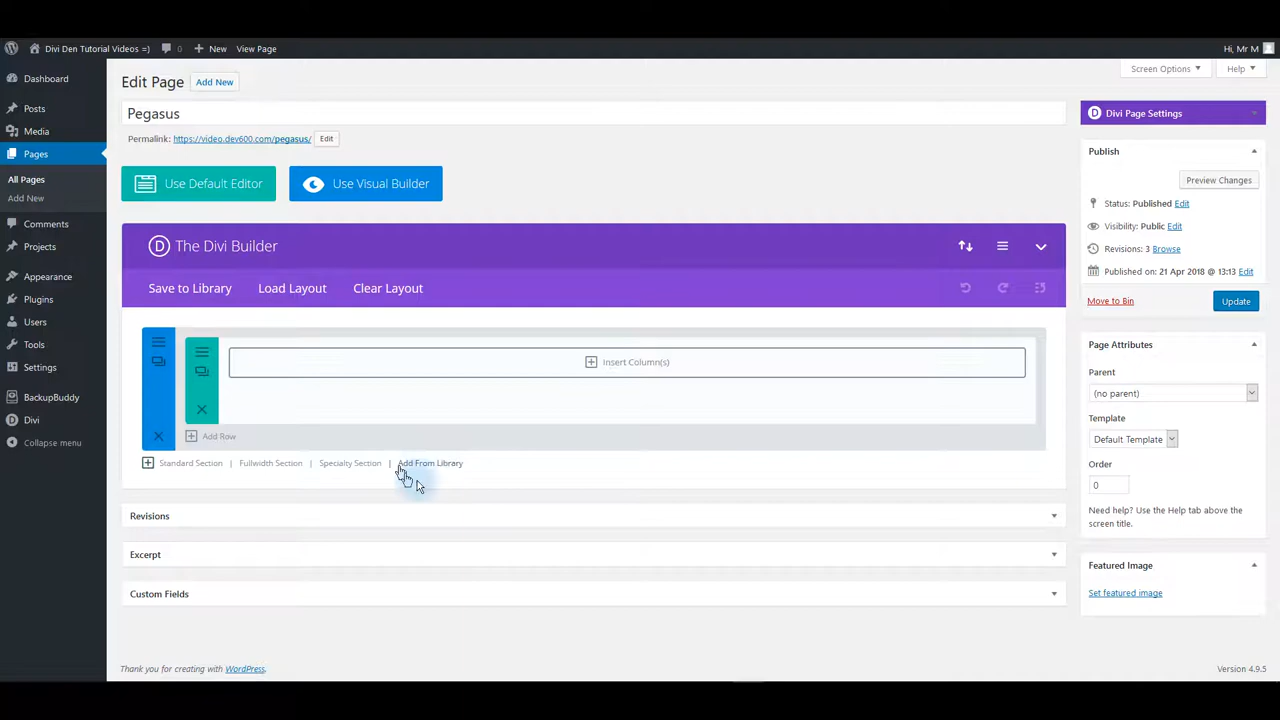 Divi Den Tutorial Videos =) 0 New View Page Hi, Mr M
Screen Options Help
Dashboard
Posts
Media
Pages
All Pages
Add New
Comments
Projects
Appearance
Plugins
Users
Tools
Settings
BackupBuddy
Divi
Collapse menu
Edit Page Add New
Pegasus
Permalink: https://video.dev600.com/pegasus/ Edit
Use Default Editor Use Visual Builder
D The Divi Builder
Save to Library Load Layout Clear Layout
Insert Column(s)
Add Row
Standard Section | Fullwidth Section | Specialty Section | Add From Library
Revisions
Excerpt
Custom Fields
Thank you for creating with WordPress.
Version 4.9.5
D Divi Page Settings
Publish
Preview Changes
Status: Published Edit
Visibility: Public Edit
Revisions: 3 Browse
Published on: 21 Apr 2018 @ 13:13 Edit
Move to Bin Update
Page Attributes
Parent
(no parent)
Template
Default Template
Order
0
Need help? Use the Help tab above the
screen title.
Featured Image
Set featured image